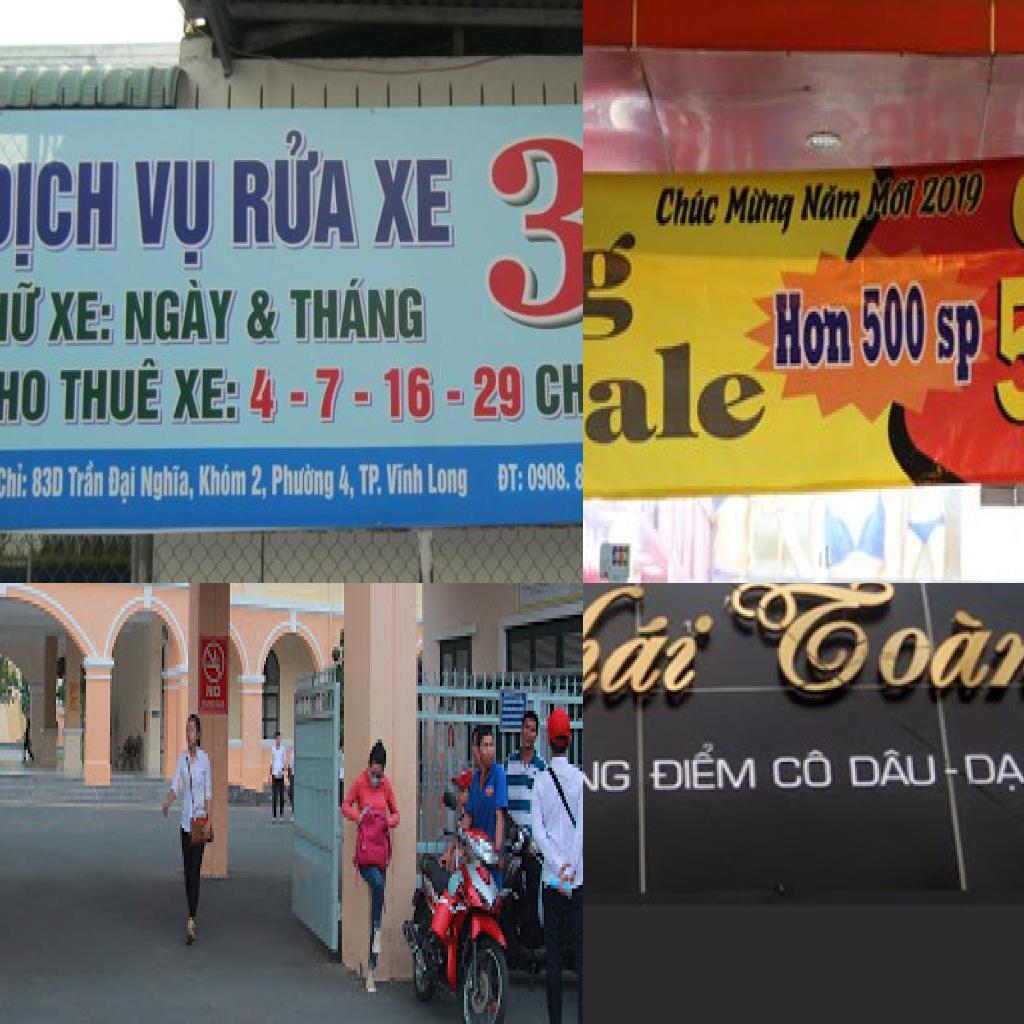 DỊCH VỤ RỬA XE 3
Ữ XE: NGÀY & THÁNG
HO THUÊ XE: 4 - 7 - 16 - 29 CH
Chỉ: 83D Trần Đại Nghĩa, Khóm 2, Phường 4, TP. Vĩnh Long ĐT: 0908. 8
Chúc Mừng Năm Mới 2019
g
ale
Hơn 500 sp
5
NO
hái Toàn
NG ĐIỂM CÔ DÂU - DẠ